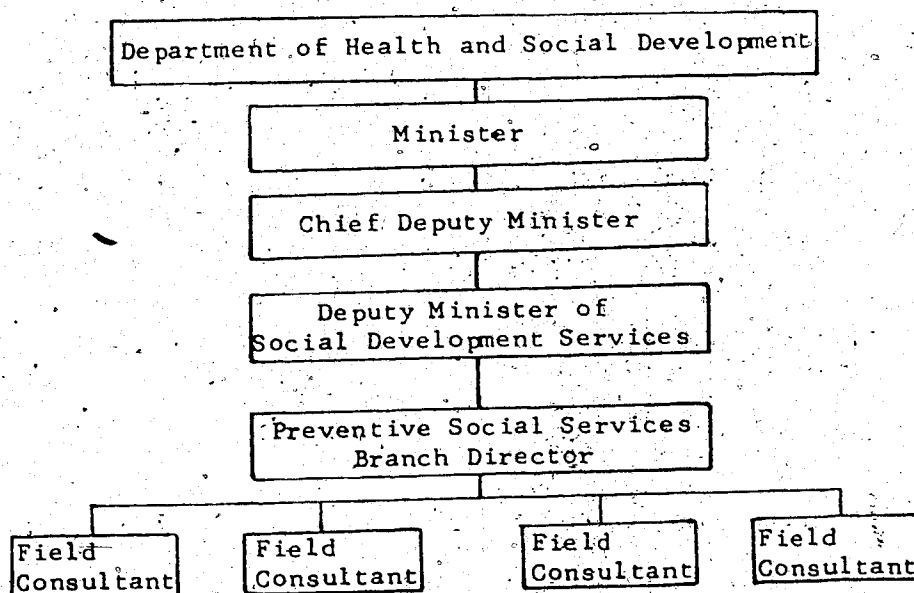 Department of Health and Social Development
Minister
Chief Deputy Minister
Deputy Minister of
Social Development Services
Preventive Social Services
Branch Director
Field
Consultant
Field
Consultant
Field
Consultant
Field
Consultant